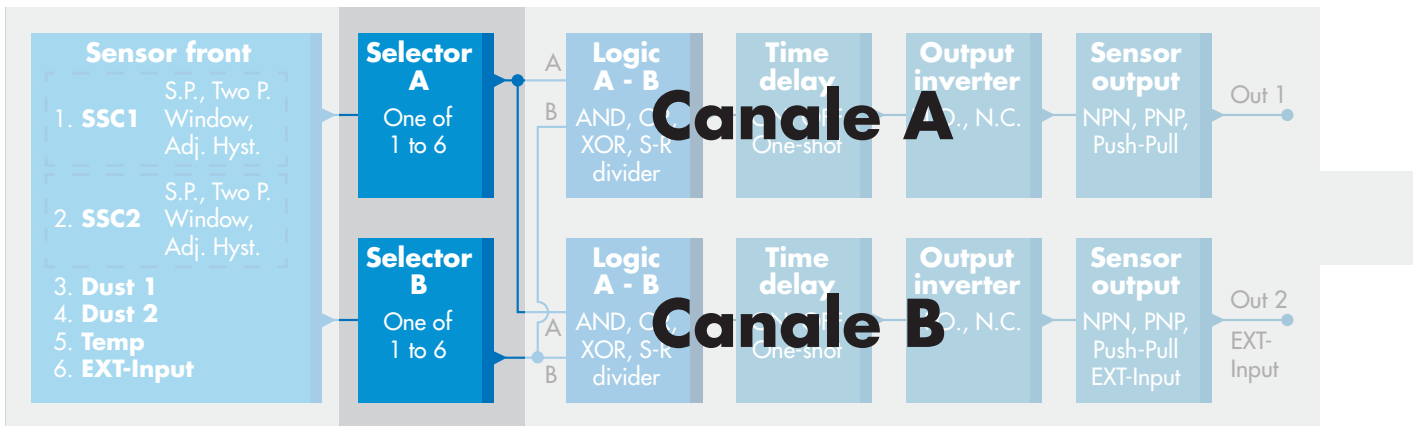 Sensor front
1. SSC1
S.P., Two P.
Window,
Adj. Hyst.
2. SSC2
S.P., Two P.
Window,
Adj. Hyst.
3. Dust 1
4. Dust 2
5. Temp
6. EXT-Input
Selector
A
One of
1 to 6
Selector
B
One of
1 to 6
A
B
Logic
A - B
AND,
XOR, S-R
divider
Time
delay
One-shot
Output
inverter
N.C.
Sensor
output
NPN, PNP,
Push-Pull
Out 1
Canale A
A
B
Logic
A - B
AND,
XOR, S-R
divider
Time
delay
One-shot
Output
inverter
N.C.
Sensor
output
NPN, PNP,
Push-Pull
EXT-Input
Out 2
EXT-
Input
Canale B